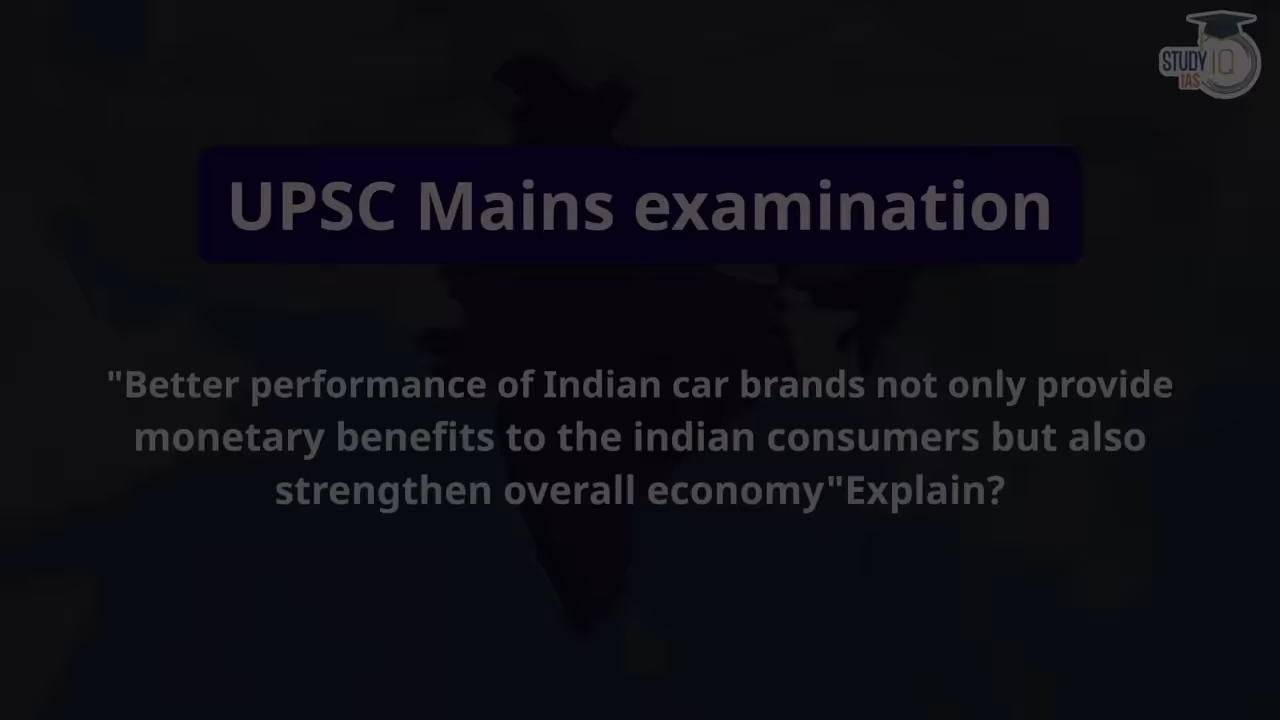 STUDY IQ
IAS
UPSC Mains examination
"Better performance of Indian car brands not only provide
monetary benefits to the indian consumers but also
strengthen overall economy"Explain?